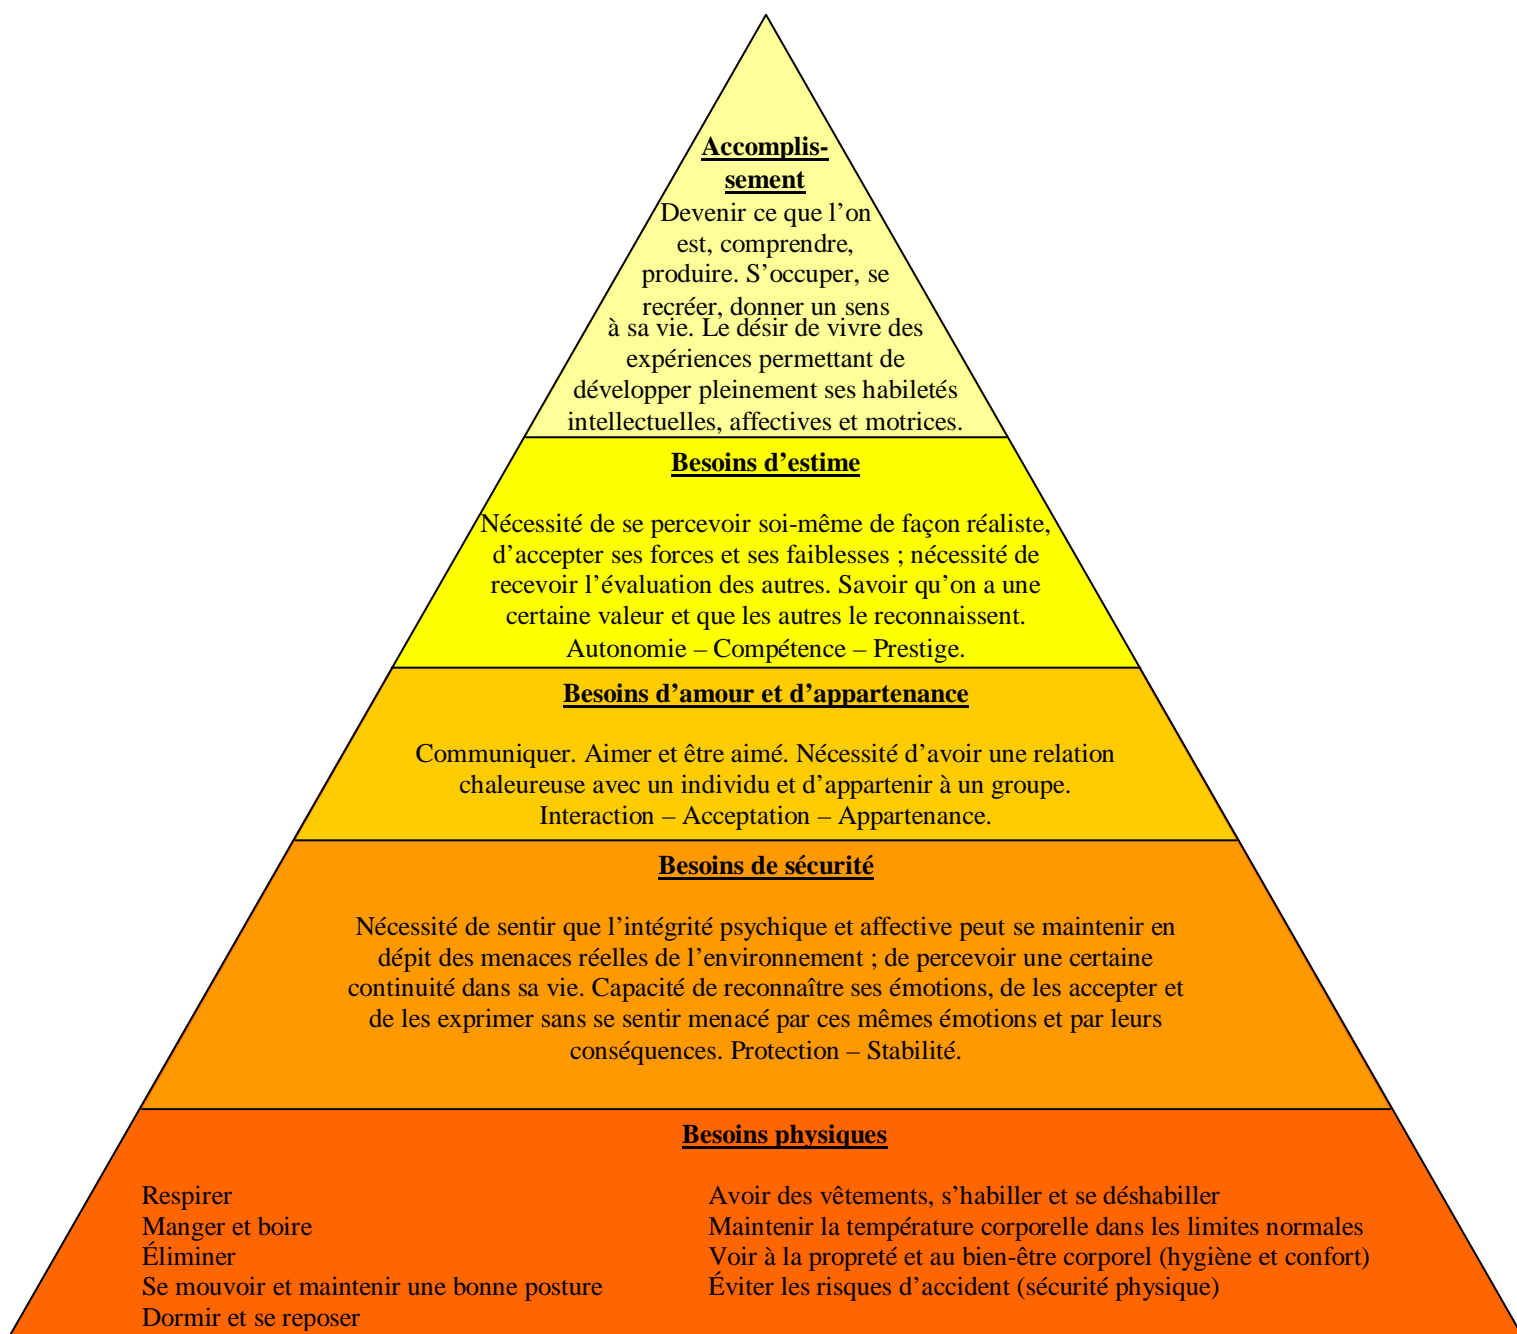 Accomplis-
sement
Devenir ce que l’on
est, comprendre,
produire. S’occuper, se
recréer, donner un sens
à sa vie. Le désir de vivre des
expériences permettant de
développer pleinement ses habiletés
intellectuelles, affectives et motrices.
Besoins d’estime
Nécessité de se percevoir soi-même de façon réaliste,
d’accepter ses forces et ses faiblesses ; nécessité de
recevoir l’évaluation des autres. Savoir qu’on a une
certaine valeur et que les autres le reconnaissent.
Autonomie – Compétence – Prestige.
Besoins d’amour et d’appartenance
Communiquer. Aimer et être aimé. Nécessité d’avoir une relation
chaleureuse avec un individu et d’appartenir à un groupe.
Interaction – Acceptation – Appartenance.
Besoins de sécurité
Nécessité de sentir que l’intégrité psychique et affective peut se maintenir en
dépit des menaces réelles de l’environnement ; de percevoir une certaine
continuité dans sa vie. Capacité de reconnaître ses émotions, de les accepter et
de les exprimer sans se sentir menacé par ces mêmes émotions et par leurs
conséquences. Protection – Stabilité.
Besoins physiques
Respirer
Manger et boire
Éliminer
Se mouvoir et maintenir une bonne posture
Dormir et se reposer
Avoir des vêtements, s’habiller et se déshabiller
Maintenir la température corporelle dans les limites normales
Voir à la propreté et au bien-être corporel (hygiène et confort)
Éviter les risques d’accident (sécurité physique)